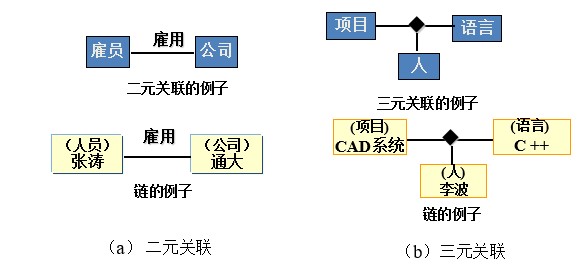 雇员
雇用
公司
二元关联的例子
(人员)
张涛
雇用
(公司)
通大
链的例子
(a) 二元关联
项目
语言
人
三元关联的例子
(项目)
CAD系统
(语言)
C ++
(人)
李波
链的例子
(b)三元关联